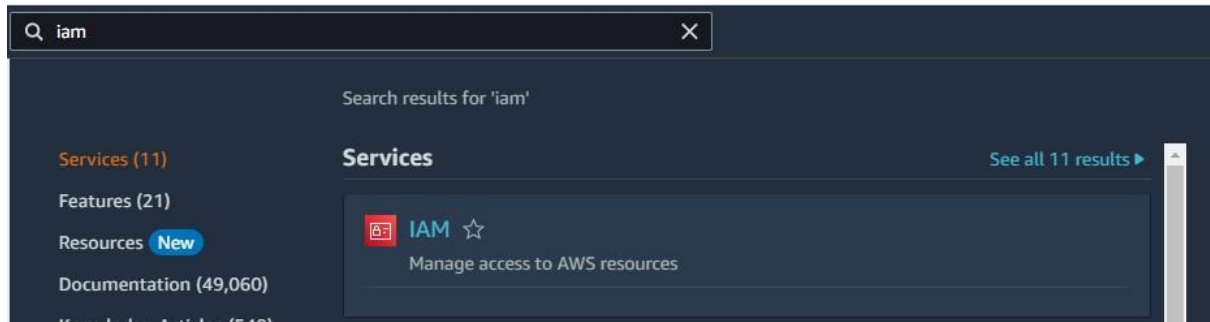 iam
Search results for 'iam'
Services (11)
Features (21)
Resources New
Documentation (49,060)
Services
See all 11 results
IAM
Manage access to AWS resources